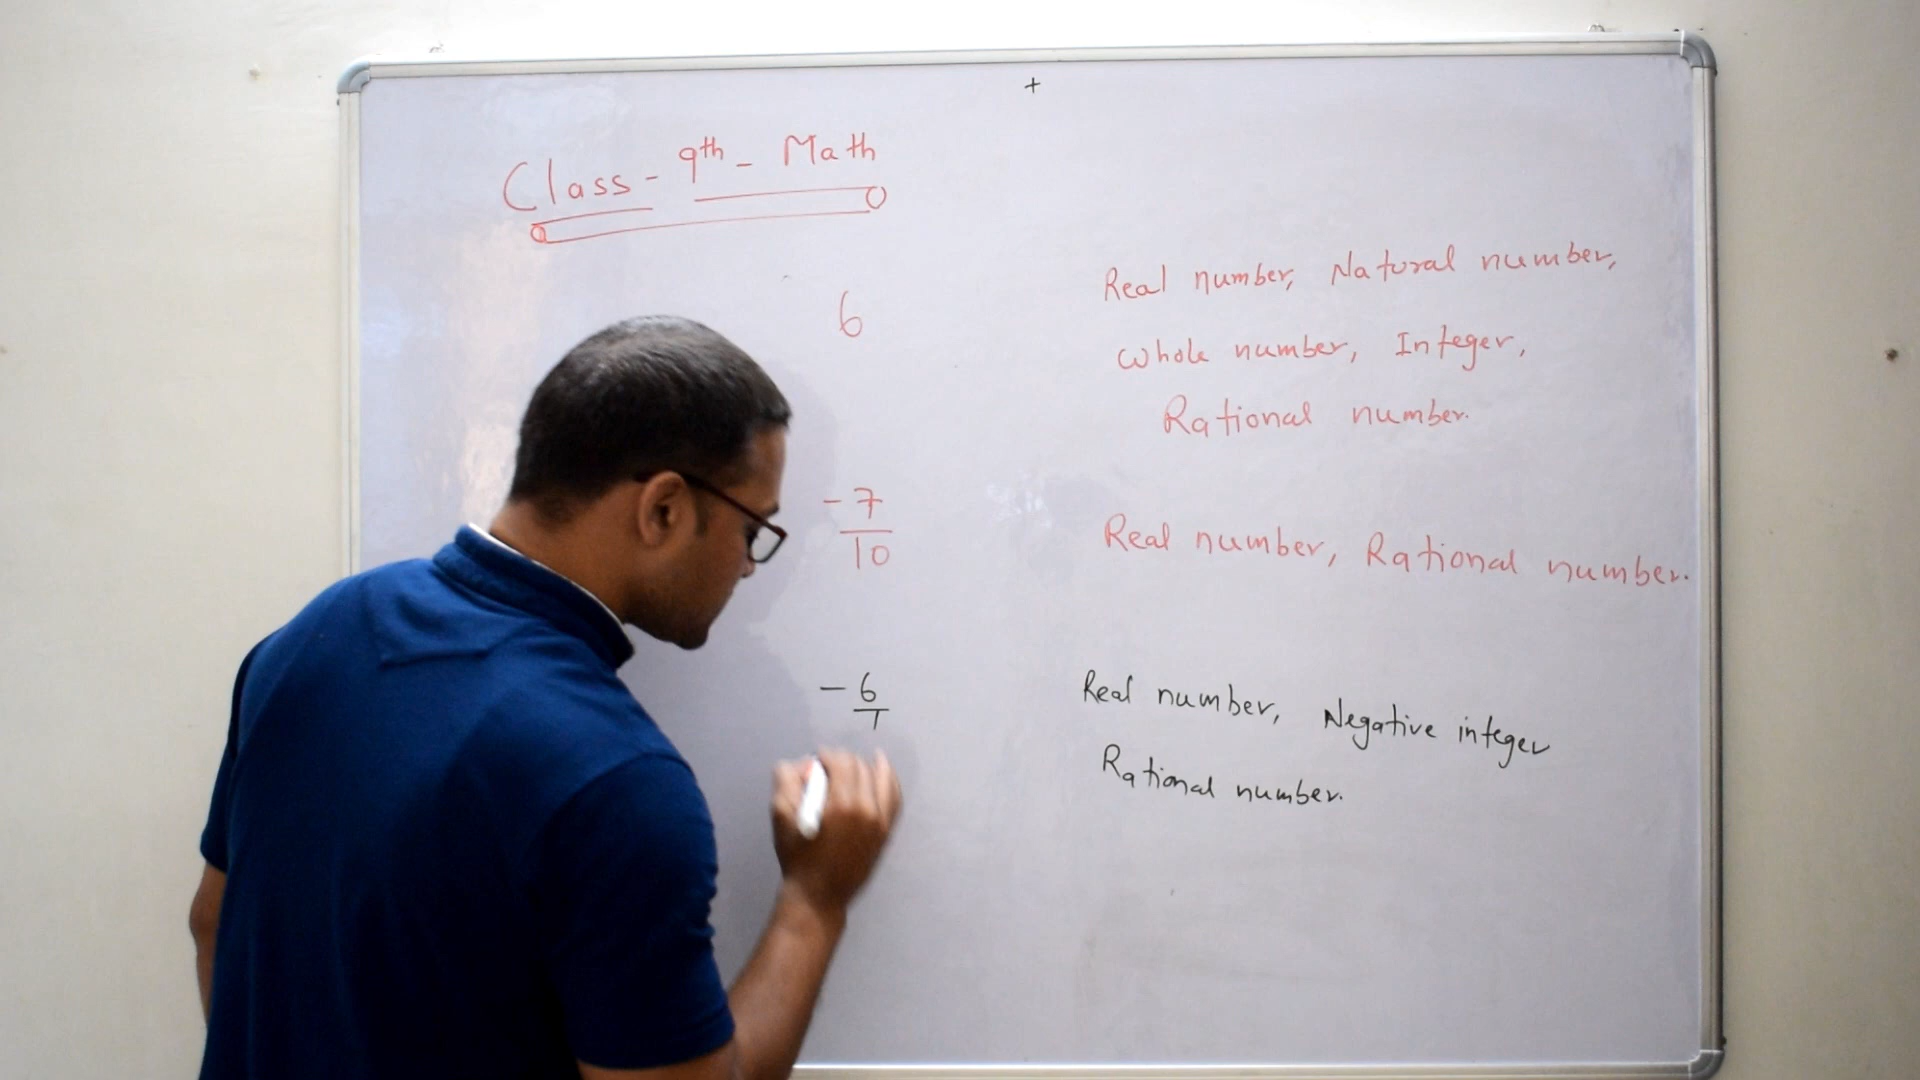 +
Class - 9th - Math
6
Real number, Natural number,
Whole number, Integer,
Rational number.
-7/10
Real number, Rational number.
-6/1
Real number, Negative integer
Rational number.